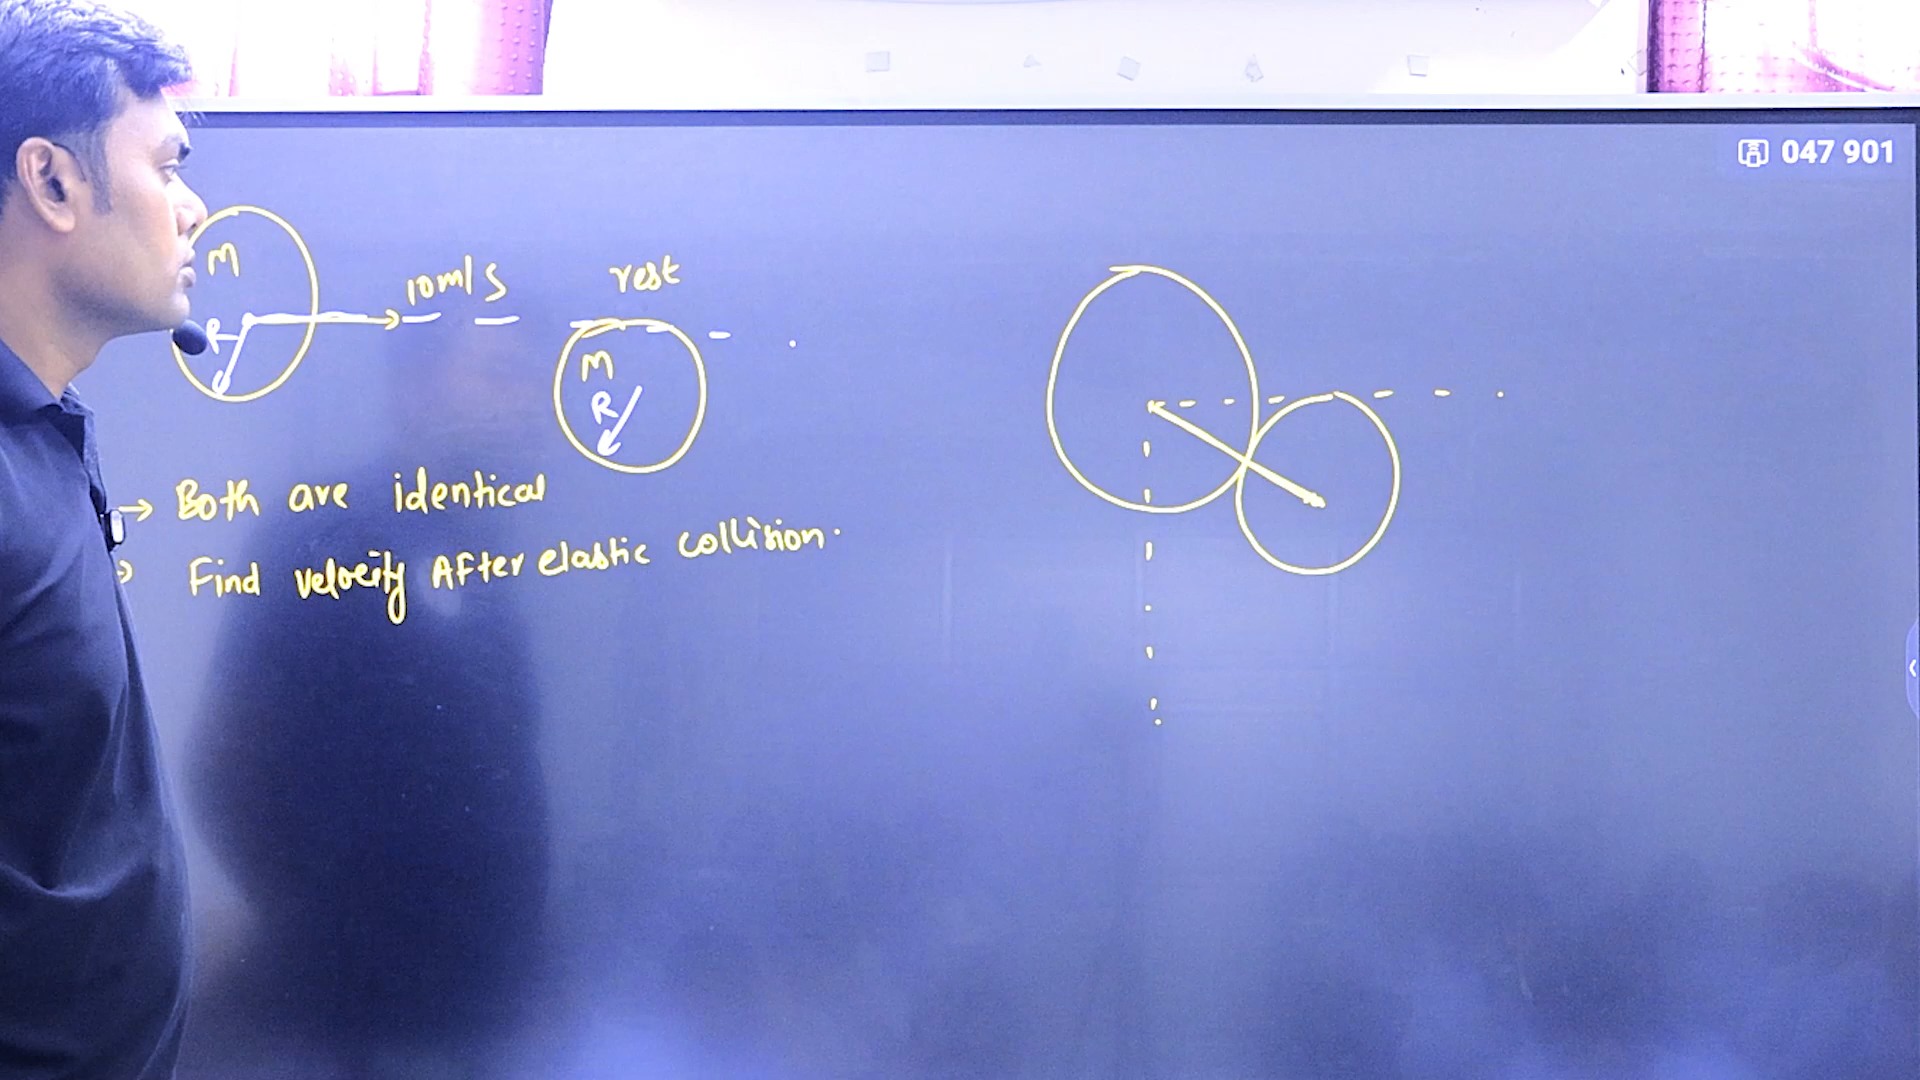 047 901
M
R
10m/s
rest
M
R
→ Both are identical
Find velocity After elastic collision.